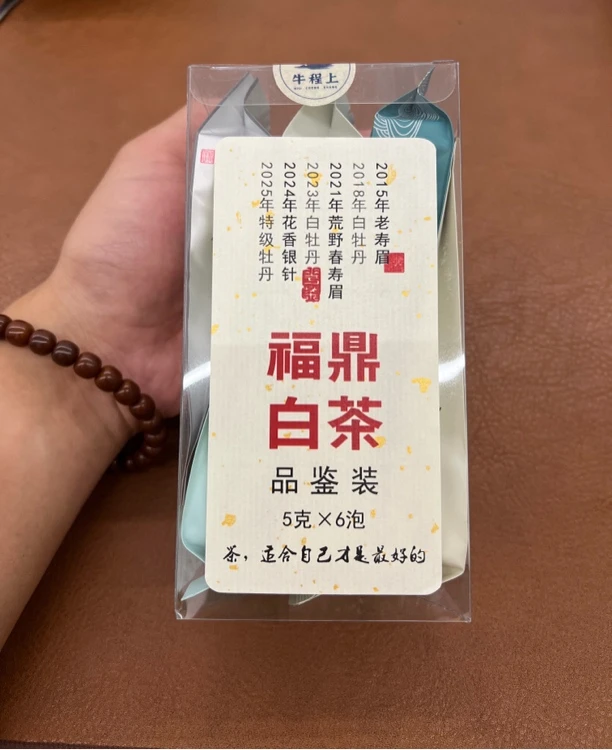 牛程上
2015年老寿眉
2018年白牡丹
2021年荒野春寿眉
2023年白牡丹
2024年花香银针
2025年特级牡丹
福鼎
白茶
品鉴装
5克×6泡
茶，适合自己才是最好的